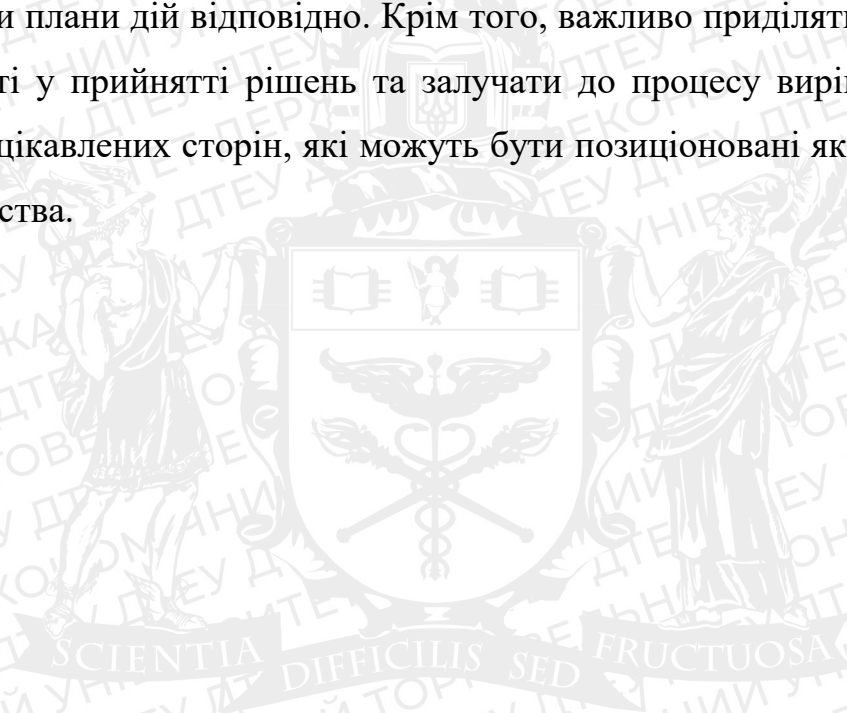 и плани дій відповідно. Крім того, важливо приділят
ті у прийнятті рішень та залучати до процесу вирі
цікавлених сторін, які можуть бути позиціоновані як
ства.
SCIENTIA DIFFICILIS SED FRUCTUOSA